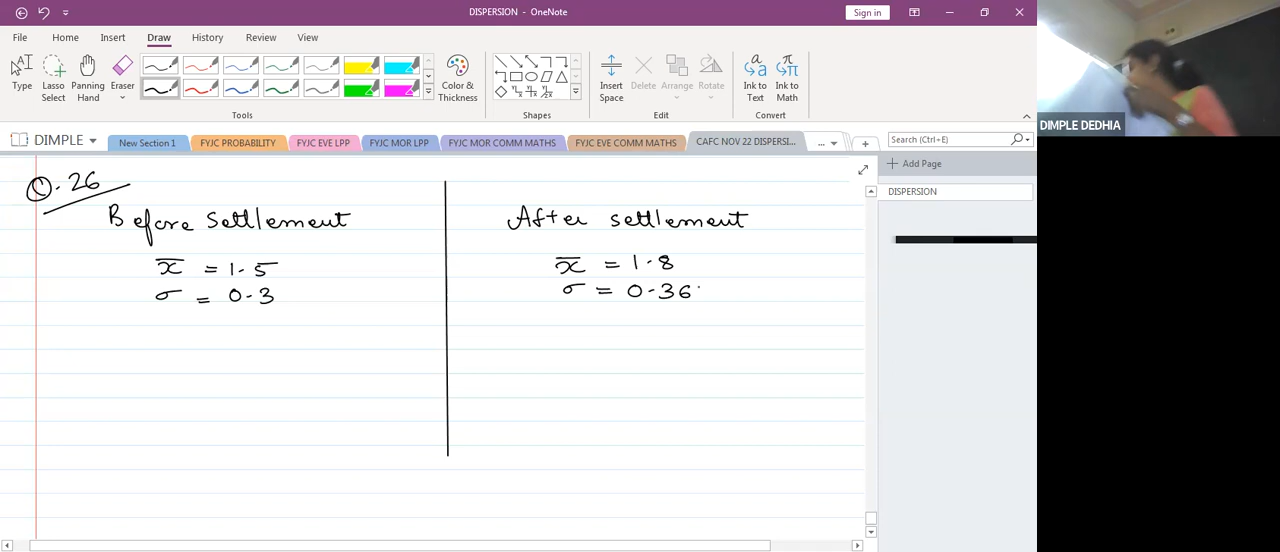 DISPERSION - OneNote
Sign in
File Home Insert Draw History Review View
Type
Lasso Select
Panning Hand
Eraser
Color & Thickness
Insert Space
Delete
Arrange
Rotate
Ink to Text
Ink to Math
Tools
Shapes
Edit
Convert
DIMPLE
New Section 1
FYJC PROBABILITY
FYJC EVE LPP
FYJC MOR LPP
FYJC MOR COMM MATHS
FYJC EVE COMM MATHS
CAFC NOV 22 DISPERSI...
Search (Ctrl+E)
Add Page
DISPERSION
DIMPLE DEDHIA
Q.26
Before Settlement
x̅ = 1.5
σ = 0.3
After settlement
x̅ = 1.8
σ = 0.36